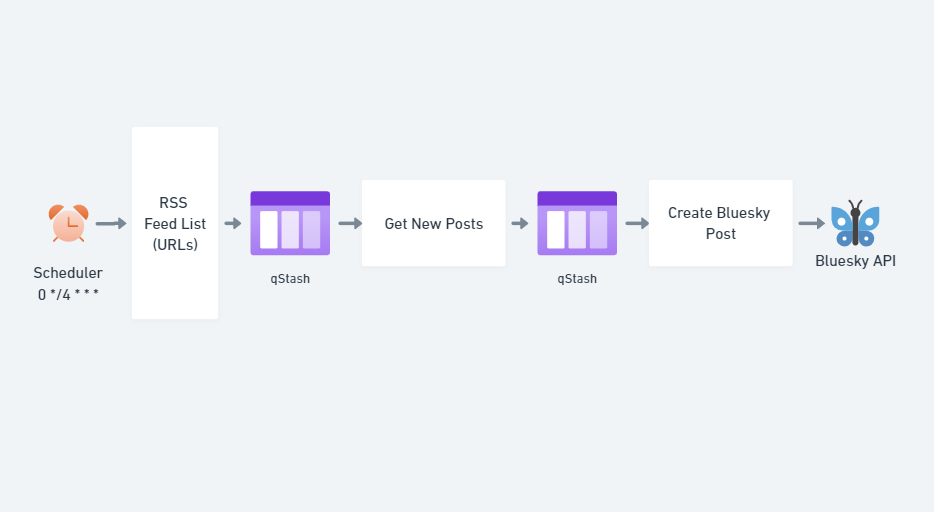 Scheduler
0 */4 * * *
RSS
Feed List
(URLs)
qStash
Get New Posts
qStash
Create Bluesky
Post
Bluesky API